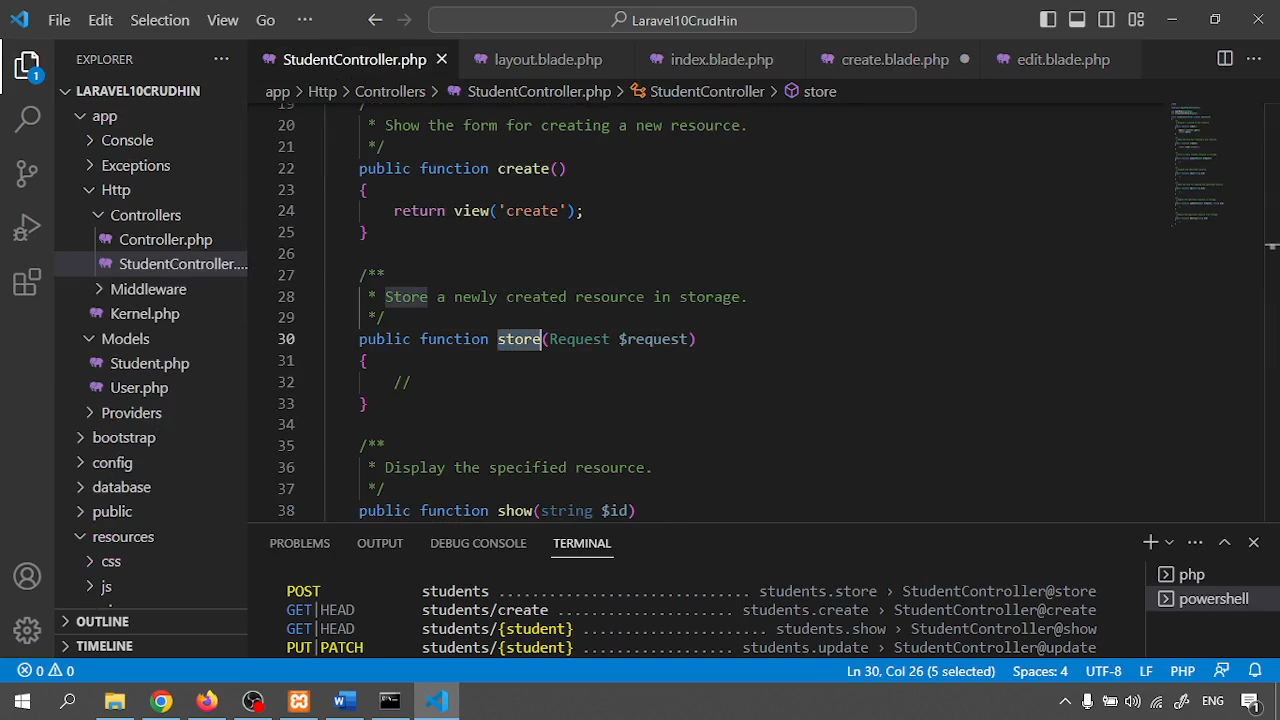 File Edit Selection View Go ··· Laravel10CrudHin
EXPLORER ···
StudentController.php layout.blade.php index.blade.php create.blade.php edit.blade.php ···
app > Http > Controllers > StudentController.php > StudentController > store
LARAVEL10CRUDHIN
app
Console
Exceptions
Http
Controllers
Controller.php
StudentController....
Middleware
Kernel.php
Models
Student.php
User.php
Providers
bootstrap
config
database
public
resources
css
js
OUTLINE
TIMELINE
19 /**
20 * Show the form for creating a new resource.
21 */
22 public function create()
23 {
24 return view( 'create');
25 }
26
27 /**
28 * Store a newly created resource in storage.
29 */
30 public function store(Request $request)
31 {
32 //
33 }
34
35 /**
36 * Display the specified resource.
37 */
38 public function show(string $id)
PROBLEMS OUTPUT DEBUG CONSOLE TERMINAL ···
POST students ............................ students.store › StudentController@store
GET|HEAD students/create ................... students.create › StudentController@create
GET|HEAD students/{student} .................... students.show › StudentController@show
PUT|PATCH students/{student} ................ students.update › StudentController@update
php
powershell
1
0 0 Ln 30, Col 26 (5 selected) Spaces: 4 UTF-8 LF PHP
ENG 1